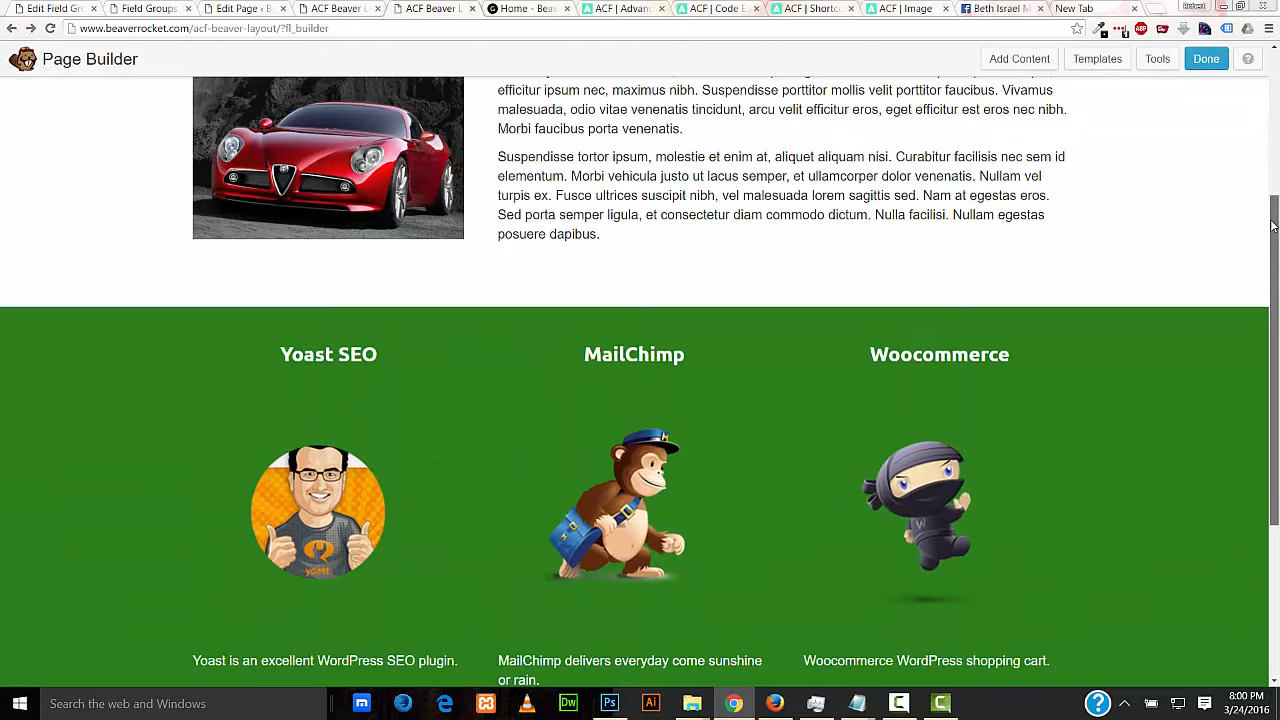 Edit Field Gro
Field Groups
Edit Page ‹ B
ACF Beaver L
ACF Beaver L
Home - Beav
ACF | Advan
ACF | Code E
ACF | Shortc
ACF | Image
Beth Israel M
New Tab
www.beaverrocket.com/acf-beaver-layout/?fl_builder
Page Builder
Add Content
Templates
Tools
Done
?
efficitur ipsum nec, maximus nibh. Suspendisse porttitor mollis velit porttitor faucibus. Vivamus
malesuada, odio vitae venenatis tincidunt, arcu velit efficitur eros, eget efficitur est eros nec nibh.
Morbi faucibus porta venenatis.
Suspendisse tortor ipsum, molestie et enim at, aliquet aliquam nisi. Curabitur facilisis nec sem id
elementum. Morbi vehicula justo ut lacus semper, et ullamcorper dolor venenatis. Nullam vel
turpis ex. Fusce ultrices suscipit nibh, vel malesuada lorem sagittis sed. Nam at egestas eros.
Sed porta semper ligula, et consectetur diam commodo dictum. Nulla facilisi. Nullam egestas
posuere dapibus.
Yoast SEO
MailChimp
Woocommerce
yoast
W
Yoast is an excellent WordPress SEO plugin.
MailChimp delivers everyday come sunshine
or rain.
Woocommerce WordPress shopping cart.
Search the web and Windows
Dw
Ps
Ai
8:00 PM
3/24/2016